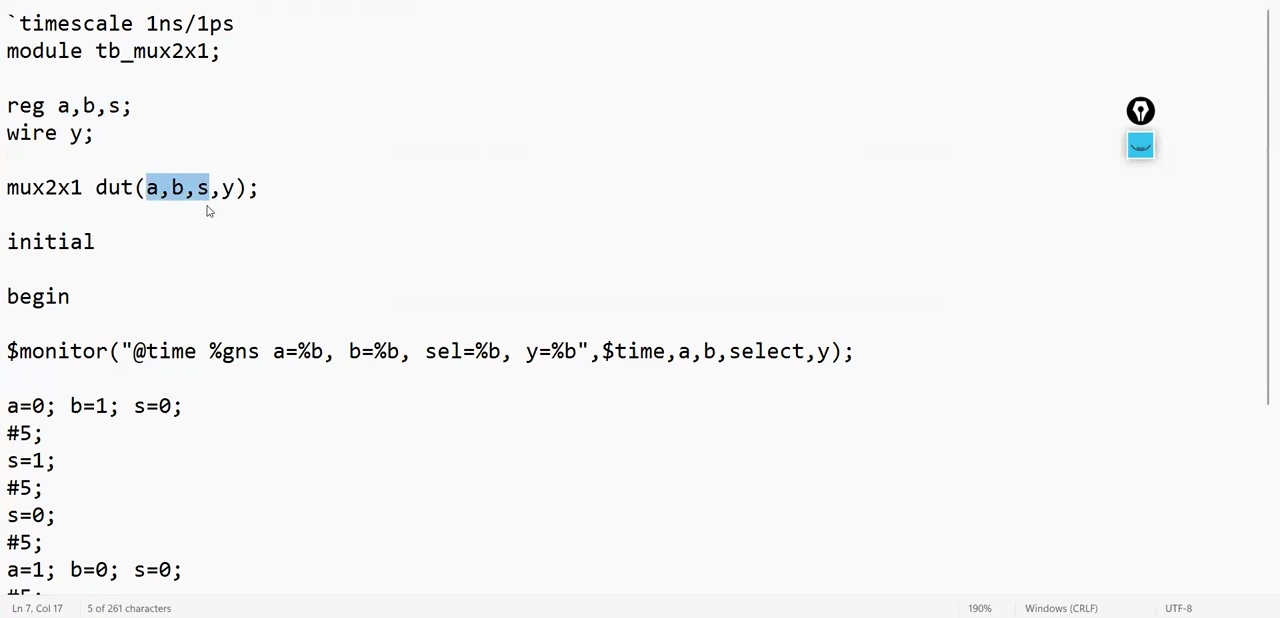 `timescale 1ns/1ps
module tb_mux2x1;
reg a,b,s;
wire y;
mux2x1 dut(a,b,s,y);
initial
begin
$monitor("@time %gns a=%b, b=%b, sel=%b, y=%b",$time,a,b,select,y);
a=0; b=1; s=0;
#5;
s=1;
#5;
s=0;
#5;
a=1; b=0; s=0;
#5;
Ln 7, Col 17 5 of 261 characters 190% Windows (CRLF) UTF-8